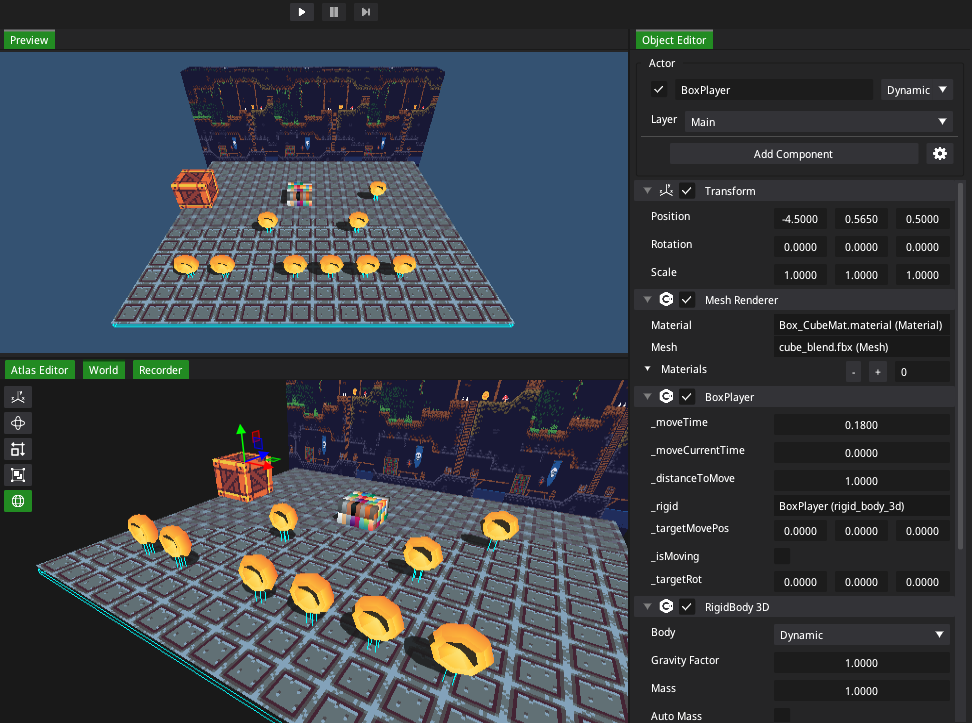 Preview
Object Editor
Actor
BoxPlayer Dynamic
Layer Main
Add Component
Transform
Position -4.5000 0.5650 0.5000
Rotation 0.0000 0.0000 0.0000
Scale 1.0000 1.0000 1.0000
Mesh Renderer
Material Box_CubeMat.material (Material)
Mesh cube_blend.fbx (Mesh)
Materials - + 0
BoxPlayer
_moveTime 0.1800
_moveCurrentTime 0.0000
_distanceToMove 1.0000
_rigid BoxPlayer (rigid_body_3d)
_targetMovePos 0.0000 0.0000 0.0000
_isMoving
_targetRot 0.0000 0.0000 0.0000
RigidBody 3D
Body Dynamic
Gravity Factor 1.0000
Mass 1.0000
Auto Mass
Atlas Editor World Recorder